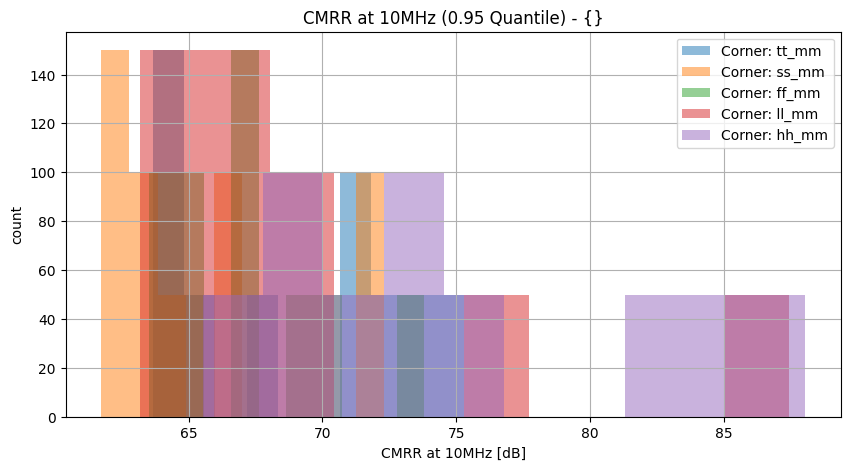 CMRR at 10MHz (0.95 Quantile) - {}
Corner: tt_mm
Corner: ss_mm
Corner: ff_mm
Corner: ll_mm
Corner: hh_mm
count
140
120
100
80
60
40
20
0
65 70 75 80 85
CMRR at 10MHz [dB]